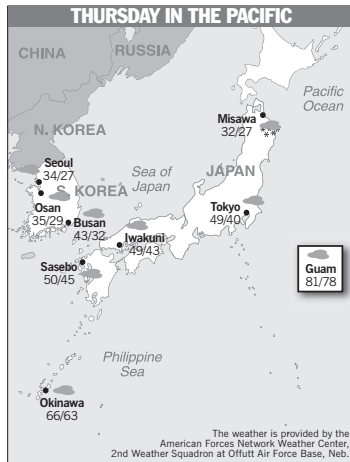 THURSDAY IN THE PACIFIC
CHINA
RUSSIA
Pacific
Ocean
Misawa
32/27
N. KOREA
Seoul
34/27
Sea of
Japan
JAPAN
S. KOREA
Osan
35/29
Busan
43/32
Tokyo
49/40
Iwakuni
49/43
Sasebo
50/45
Guam
81/78
Philippine
Sea
Okinawa
66/63
The weather is provided by the
American Forces Network Weather Center,
2nd Weather Squadron at Offutt Air Force Base, Neb.